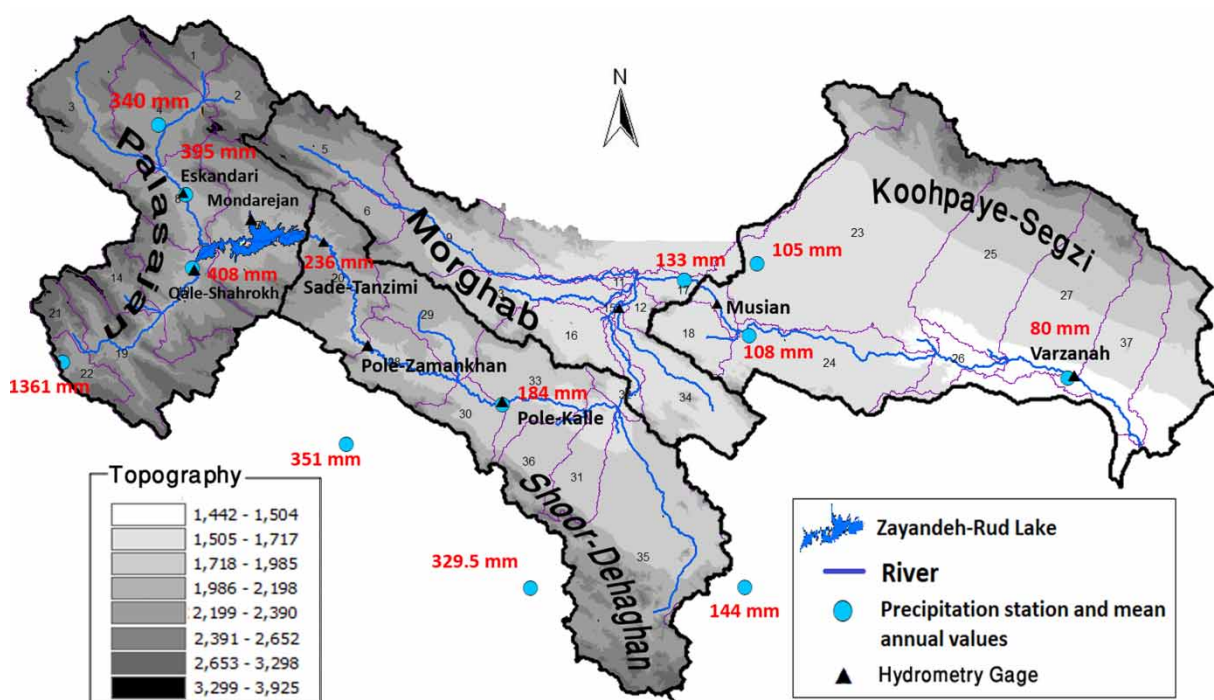 N
1
2
3
4
340 mm
395 mm
Eskandari
8
Mondarejan
Palasajan
5
6
9
Morghab
Koohpaye-Segzi
23
25
27
37
105 mm
133 mm
17
11
12
Musian
408 mm
Qale-Shahrokh
14
21
19
22
1361 mm
236 mm
20
Sade-Tanzimi
29
28
Pole-Zamankhan
16
18
108 mm
24
26
80 mm
Varzanah
33
184 mm
Pole-Kalle
30
34
36
31
35
Shoor-Dehaghan
351 mm
329.5 mm
144 mm
Topography
1,442 - 1,504
1,505 - 1,717
1,718 - 1,985
1,986 - 2,198
2,199 - 2,390
2,391 - 2,652
2,653 - 3,298
3,299 - 3,925
Zayandeh-Rud Lake
River
Precipitation station and mean
annual values
Hydrometry Gage